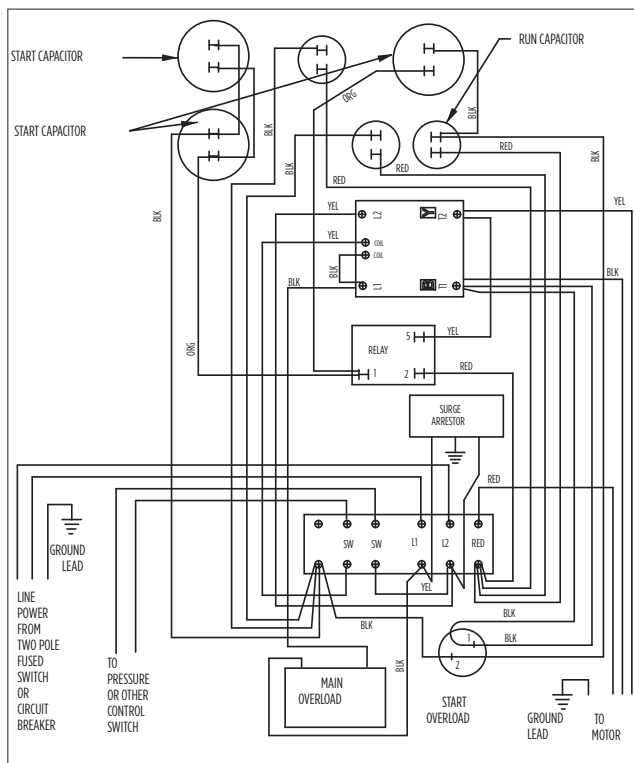 START CAPACITOR
START CAPACITOR
RUN CAPACITOR
ORG
BLK
BLK
BLK
BLK
RED
RED
RED
BLK
YEL
YEL
YEL
BLK
BLK
L2
COIL
COIL
L1
Y
T2
B
T1
BLK
ORG
RELAY
5
1
2
YEL
RED
SURGE
ARRESTOR
RED
SW
SW
L1
L2
RED
YEL
BLK
BLK
BLK
BLK
1
2
GROUND
LEAD
LINE
POWER
FROM
TWO POLE
FUSED
SWITCH
OR
CIRCUIT
BREAKER
TO
PRESSURE
OR OTHER
CONTROL
SWITCH
MAIN
OVERLOAD
START
OVERLOAD
GROUND
LEAD
TO
MOTOR